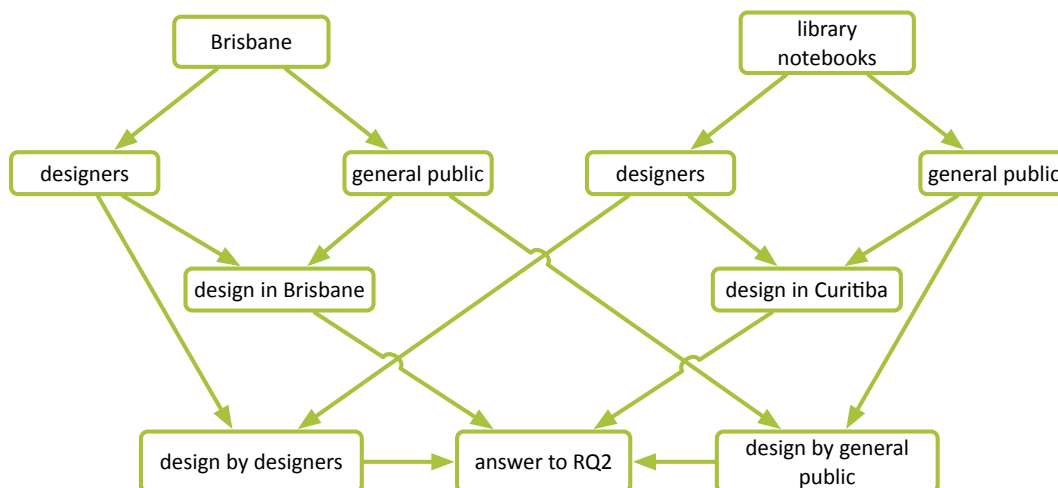 Brisbane
library
notebooks
designers
general public
designers
general public
design in Brisbane
design in Curitiba
design by designers
answer to RQ2
design by general
public